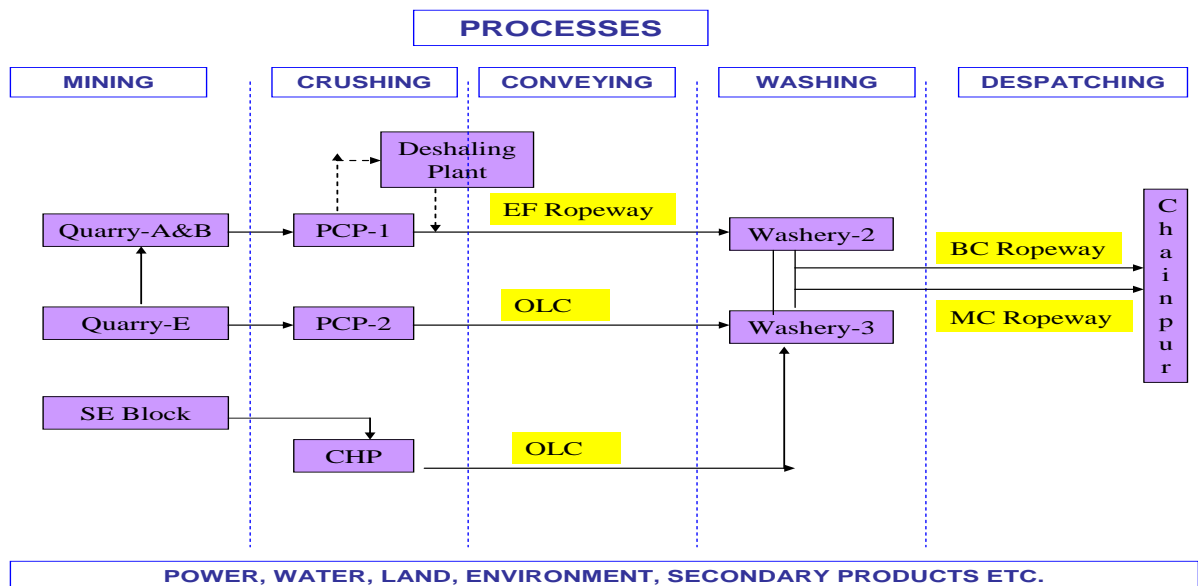 PROCESSES
MINING
CRUSHING
CONVEYING
WASHING
DESPATCHING
Deshaling
Plant
EF Ropeway
Quarry-A&B
PCP-1
Washery-2
BC Ropeway
Quarry-E
PCP-2
OLC
Washery-3
MC Ropeway
Chainpur
SE Block
CHP
OLC
POWER, WATER, LAND, ENVIRONMENT, SECONDARY PRODUCTS ETC.